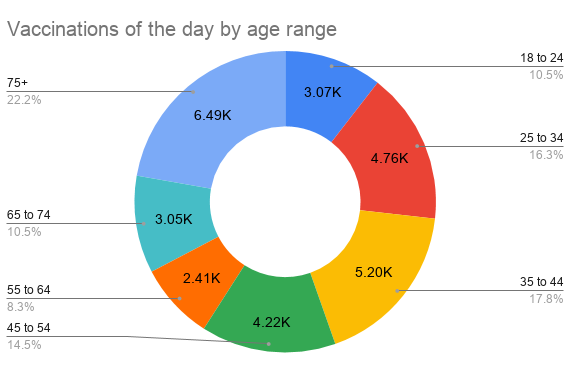 Vaccinations of the day by age range
18 to 24
10.5%
3.07K
25 to 34
16.3%
4.76K
35 to 44
17.8%
5.20K
45 to 54
14.5%
4.22K
55 to 64
8.3%
2.41K
65 to 74
10.5%
3.05K
75+
22.2%
6.49K